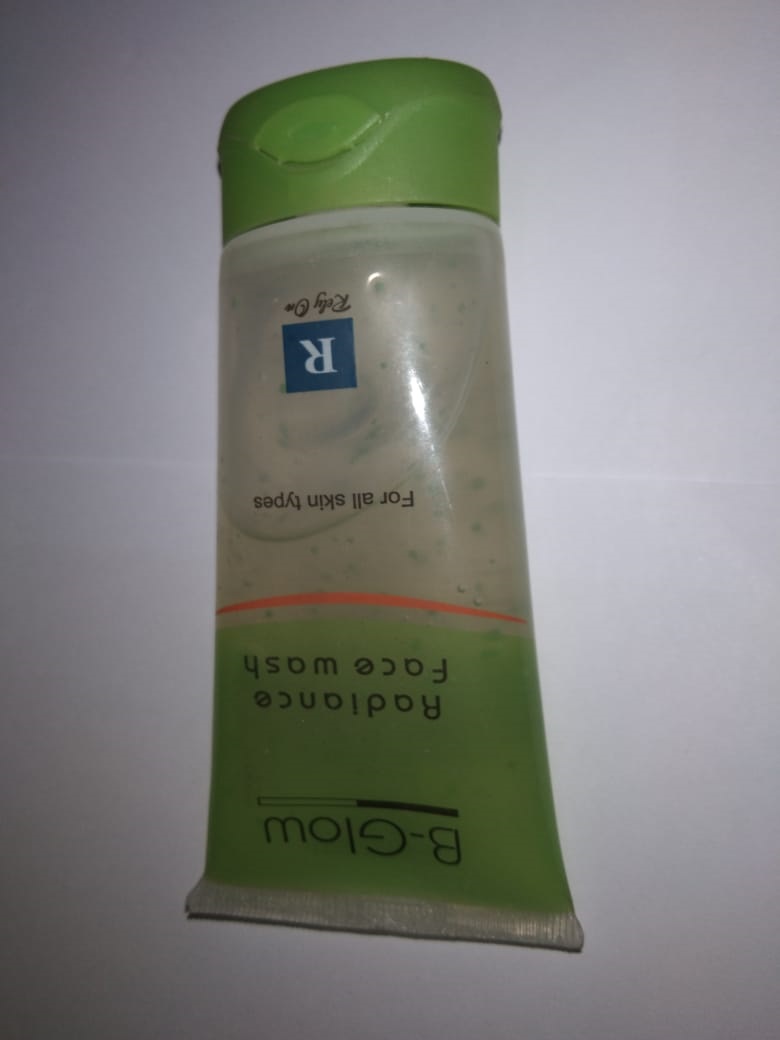 B-Glow
Radiance
Face wash
For all skin types
R
Rely On